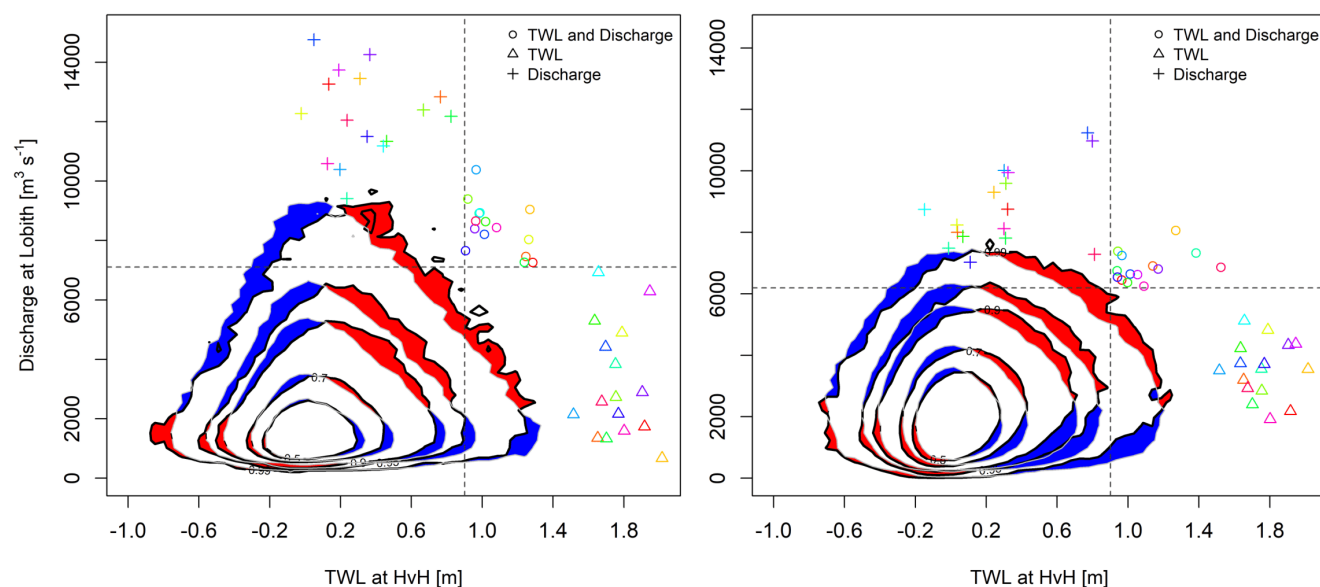 TWL and Discharge
TWL
Discharge
14000
10000
6000
2000
0
Discharge at Lobith [m³ s⁻¹]
0.7
0.5
0.9
0.95
0.99
-1.0 -0.6 -0.2 0.2 0.6 1.0 1.4 1.8
TWL at HvH [m]
TWL and Discharge
TWL
Discharge
14000
10000
6000
2000
0
0.99
0.9
0.7
0.5
0.95
-1.0 -0.6 -0.2 0.2 0.6 1.0 1.4 1.8
TWL at HvH [m]